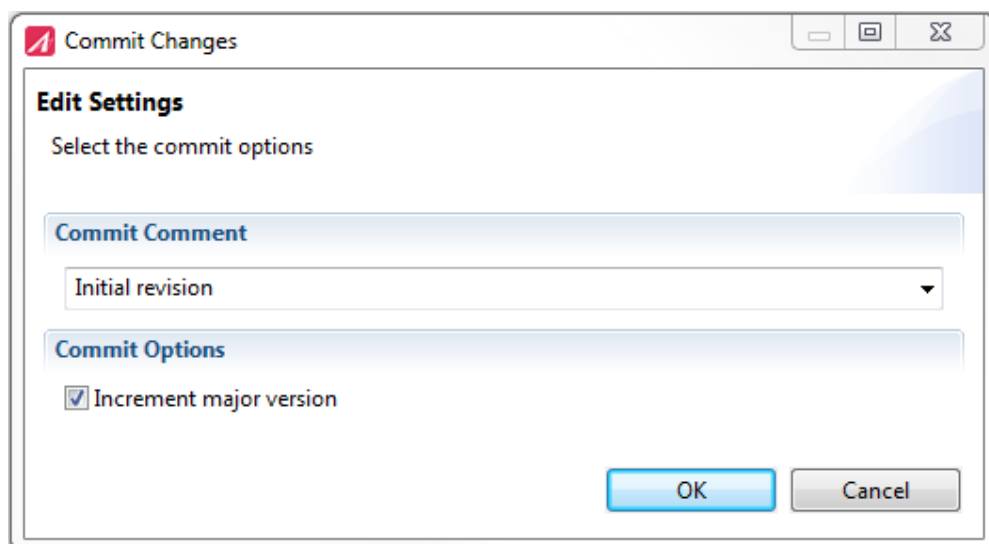 Commit Changes
Edit Settings
Select the commit options
Commit Comment
Initial revision
Commit Options
Increment major version
OK Cancel